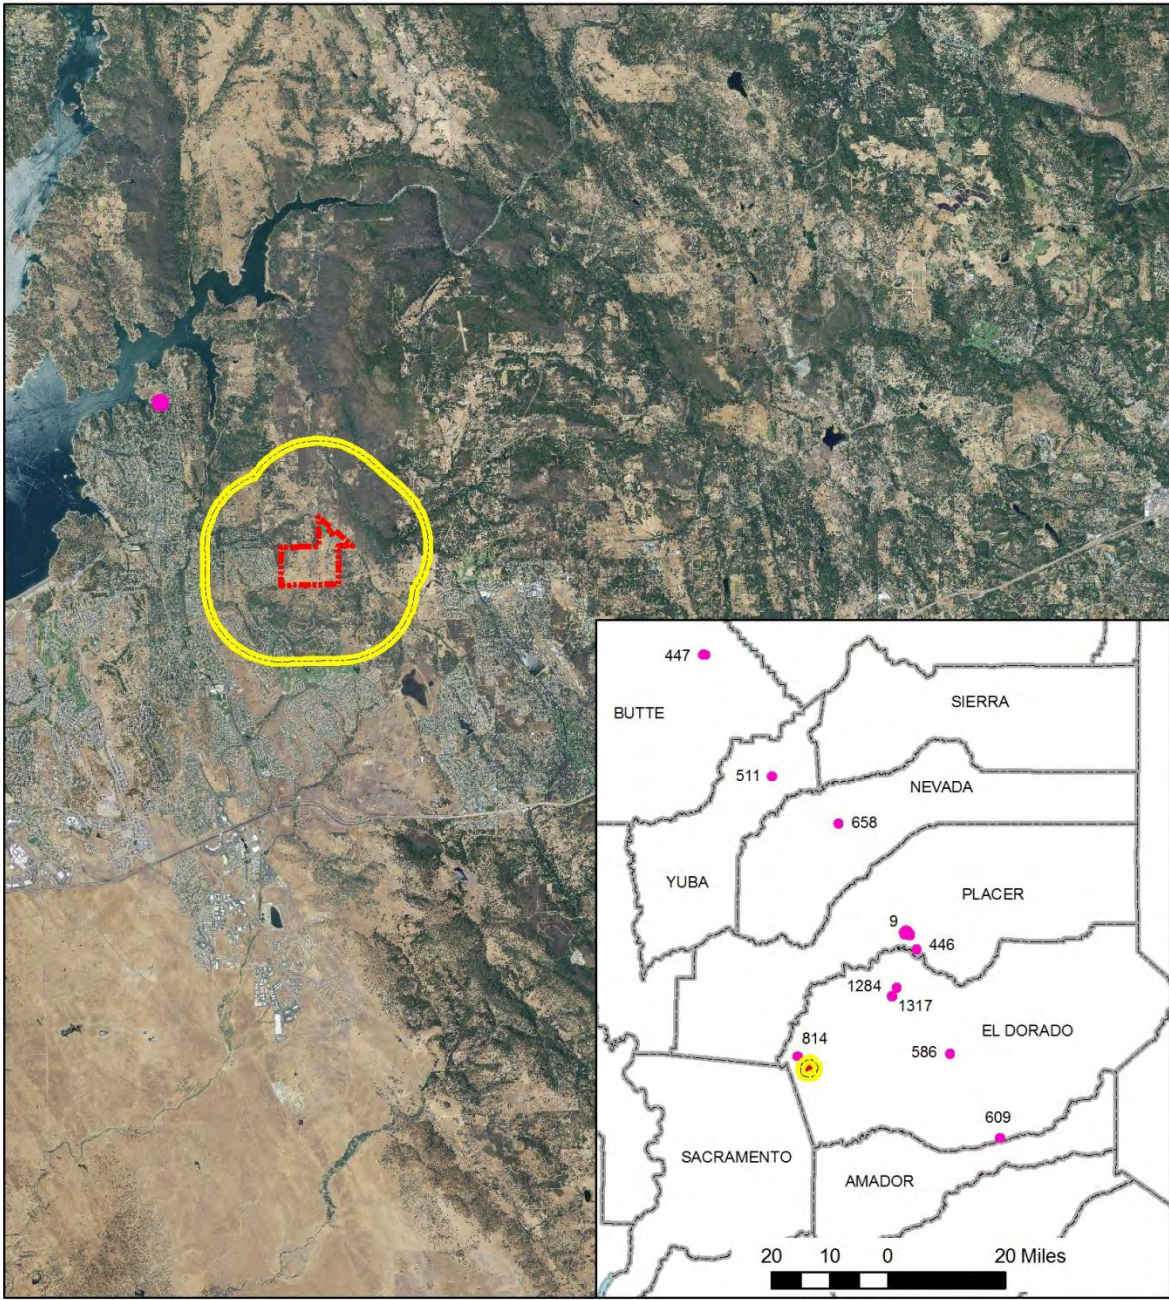 447
BUTTE
SIERRA
511
NEVADA
658
YUBA
PLACER
9
446
1284
1317
EL DORADO
814
586
609
SACRAMENTO
AMADOR
20 10 0 20 Miles